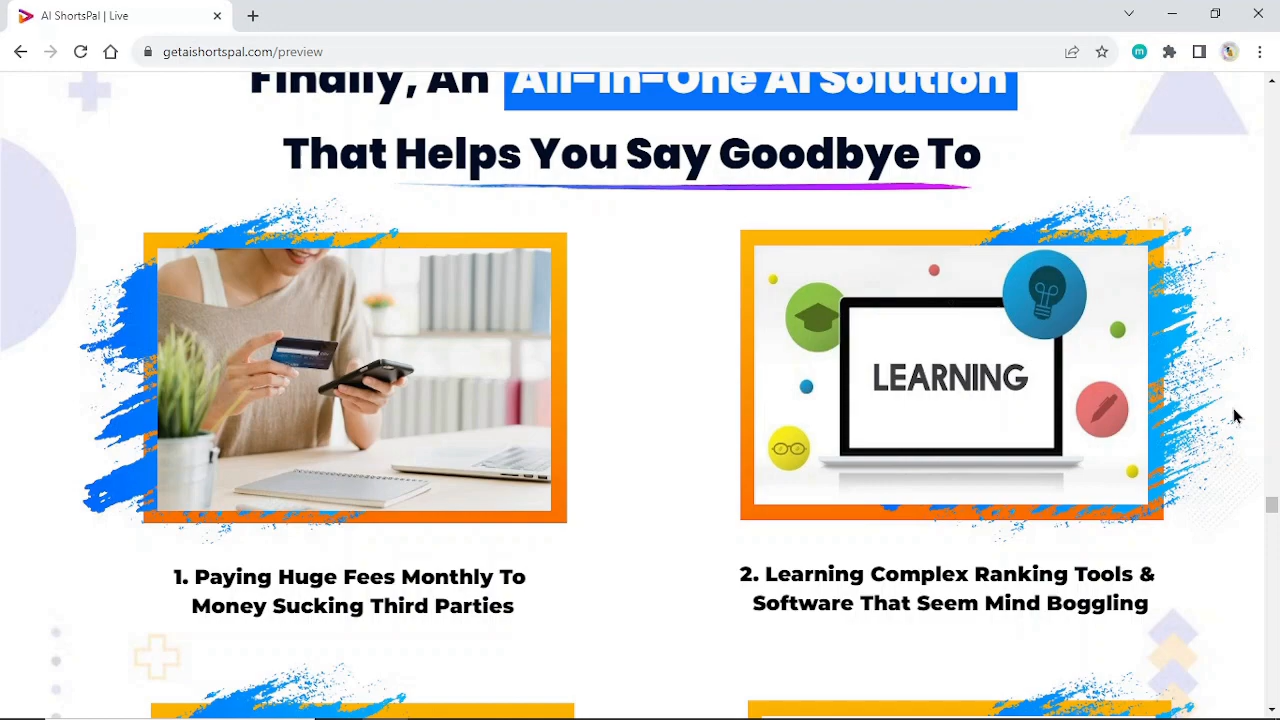 AI ShortsPal | Live
getaishortspal.com/preview
m
Finally, An All-In-One AI Solution
That Helps You Say Goodbye To
LEARNING
1. Paying Huge Fees Monthly To
Money Sucking Third Parties
2. Learning Complex Ranking Tools &
Software That Seem Mind Boggling